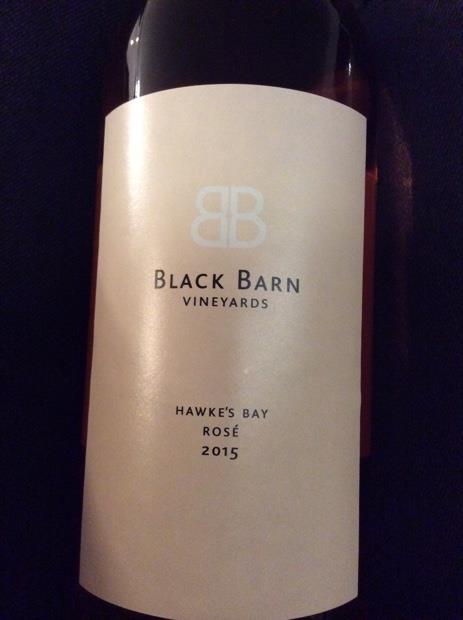 BB
BLACK BARN
VINEYARDS
HAWKE'S BAY
ROSÉ
2015